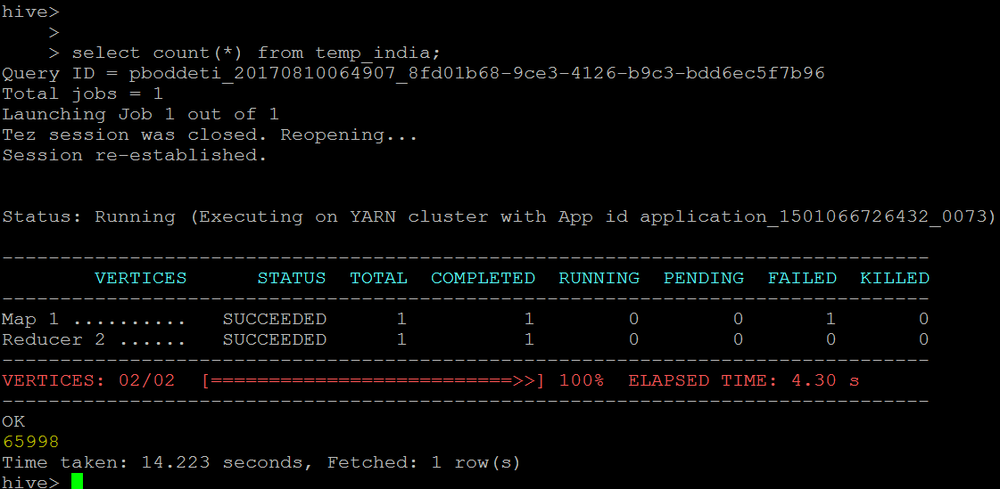 hive>
    >
    > select count(*) from temp_india;
Query ID = pboddeti_20170810064907_8fd01b68-9ce3-4126-b9c3-bdd6ec5f7b96
Total jobs = 1
Launching Job 1 out of 1
Tez session was closed. Reopening...
Session re-established.
Status: Running (Executing on YARN cluster with App id application_1501066726432_0073)
--------------------------------------------------------------------------------
        VERTICES      STATUS  TOTAL  COMPLETED  RUNNING  PENDING  FAILED  KILLED
--------------------------------------------------------------------------------
Map 1 ..........   SUCCEEDED      1          1        0        0       1       0
Reducer 2 ......   SUCCEEDED      1          1        0        0       0       0
--------------------------------------------------------------------------------
VERTICES: 02/02  [==========================>>] 100%  ELAPSED TIME: 4.30 s
--------------------------------------------------------------------------------
OK
65998
Time taken: 14.223 seconds, Fetched: 1 row(s)
hive>